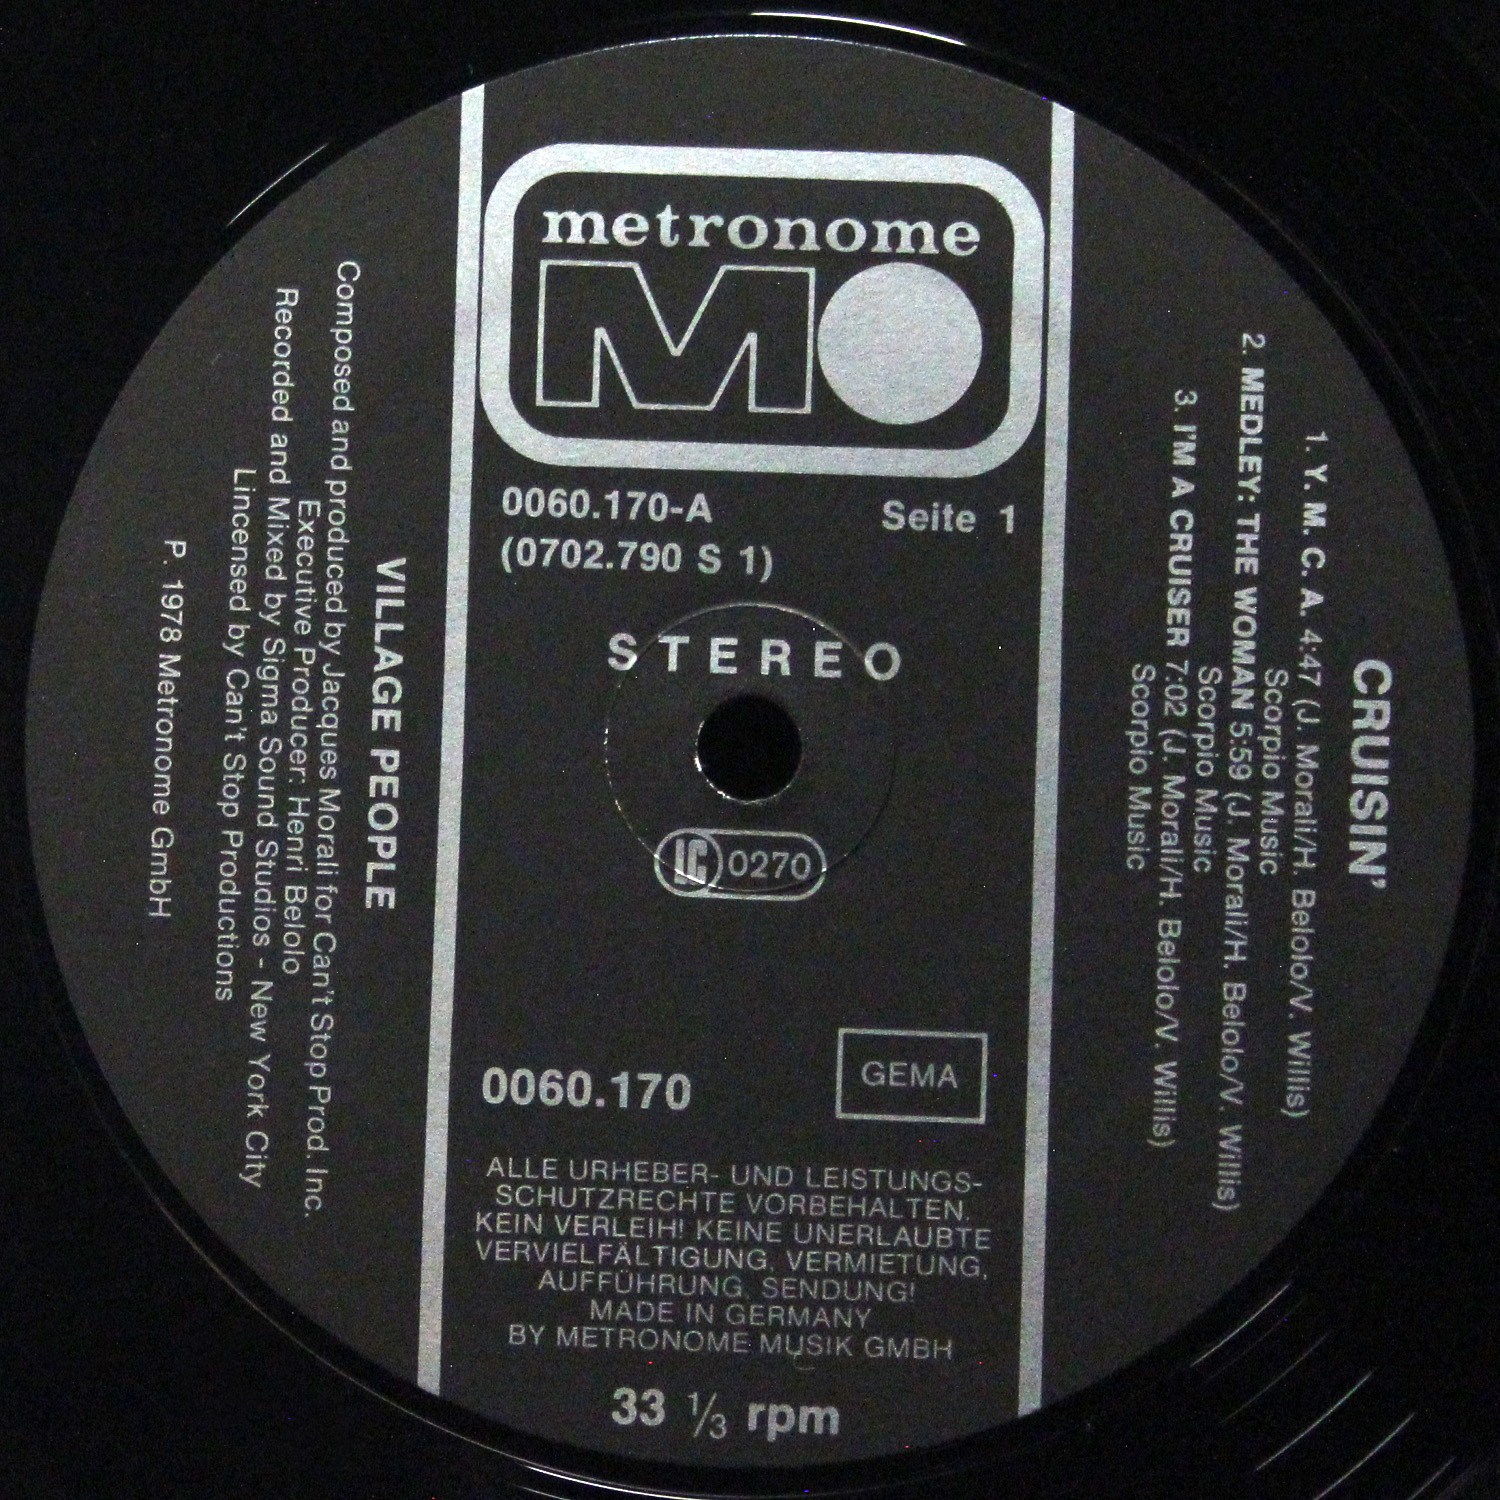 metronome
MO
0060.170-A Seite 1
(0702.790 S 1)
STEREO
LC 0270
0060.170
GEMA
ALLE URHEBER- UND LEISTUNGS-
SCHUTZRECHTE VORBEHALTEN.
KEIN VERLEIH! KEINE UNERLAUBTE
VERVIELFÄLTIGUNG, VERMIETUNG,
AUFFÜHRUNG, SENDUNG!
MADE IN GERMANY
BY METRONOME MUSIK GMBH
33 1/3 rpm
CRUISIN'
1. Y. M. C. A. 4:47 (J. Morali/H. Belolo/V. Willis)
Scorpio Music
2. MEDLEY: THE WOMAN 5:59 (J. Morali/H. Belolo/V. Willis)
Scorpio Music
3. I'M A CRUISER 7:02 (J. Morali/H. Belolo/V. Willis)
Scorpio Music
VILLAGE PEOPLE
Composed and produced by Jacques Morali for Can't Stop Prod. Inc.
Executive Producer: Henri Belolo
Recorded and Mixed by Sigma Sound Studios - New York City
Lincensed by Can't Stop Productions
P. 1978 Metronome GmbH